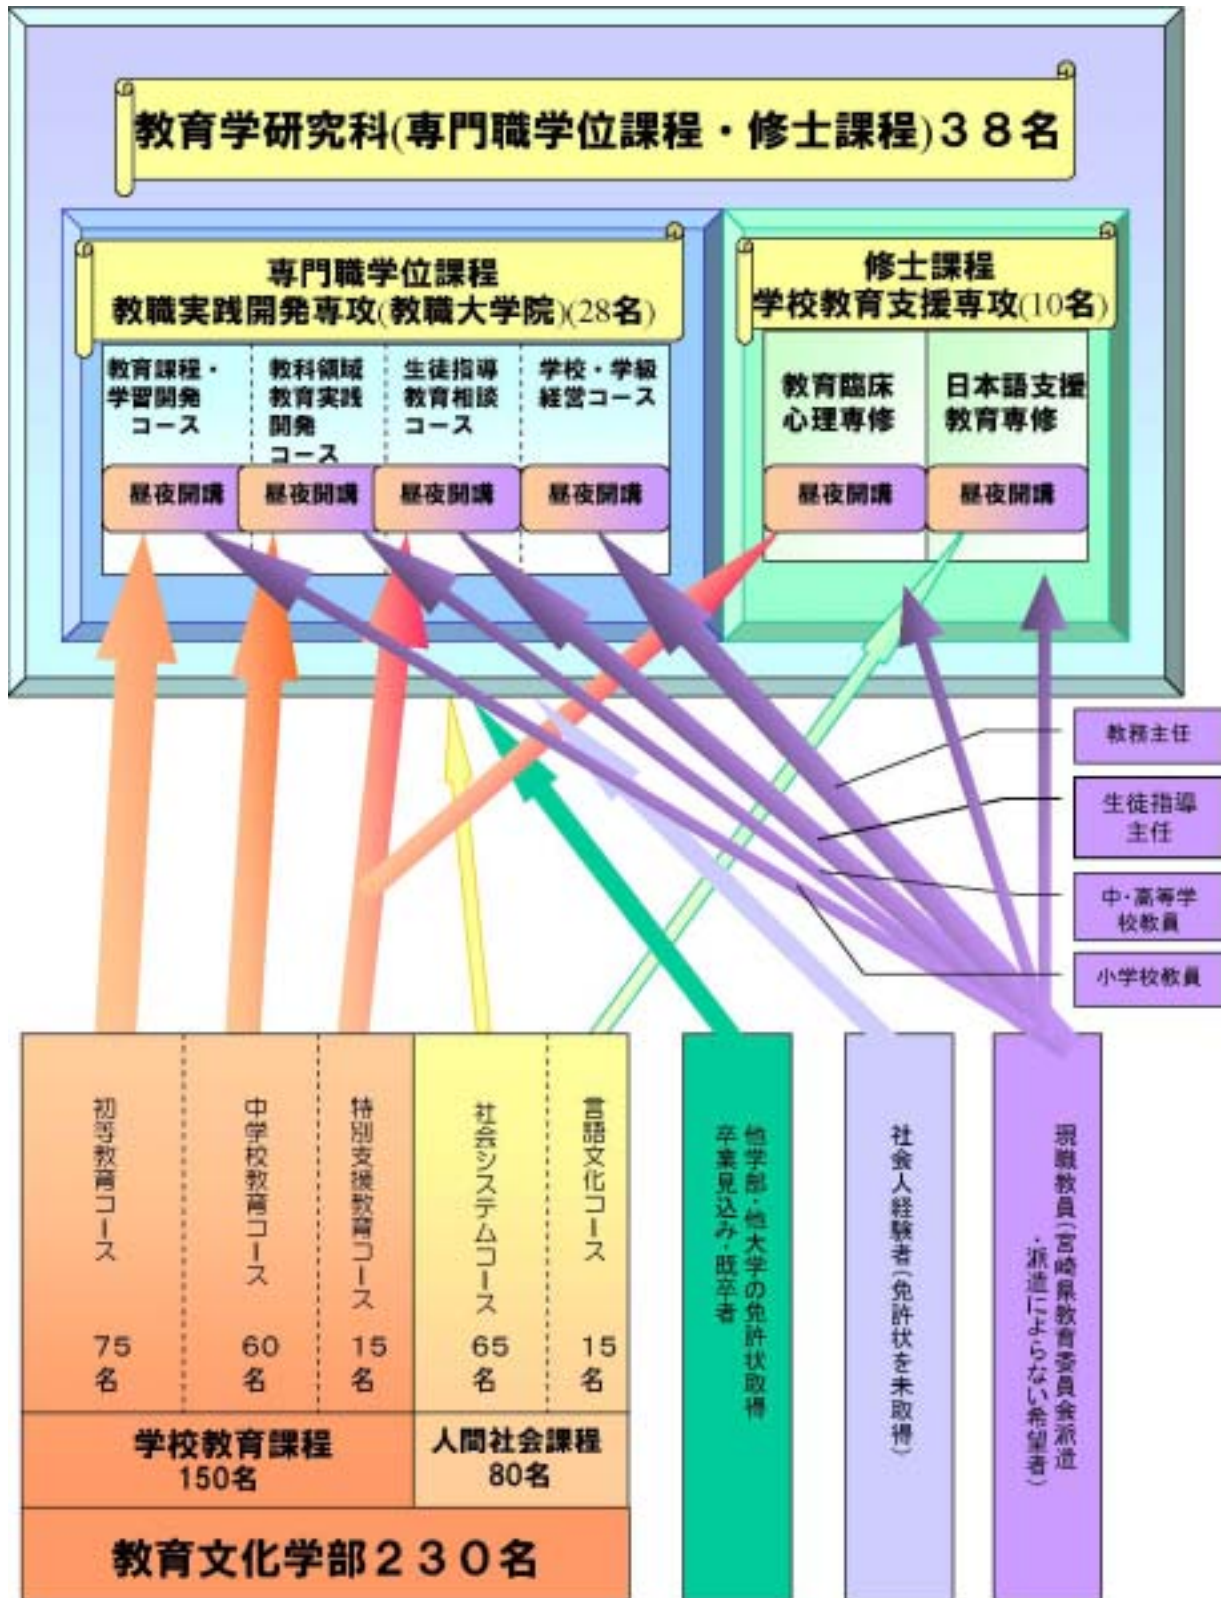 教育学研究科(専門職学位課程・修士課程)３８名
専門職学位課程
教職実践開発専攻(教職大学院)(28名)
教育課程・
学習開発
コース
教科領域
教育実践
開発
コース
生徒指導
教育相談
コース
学校・学級
経営コース
昼夜開講
昼夜開講
昼夜開講
昼夜開講
修士課程
学校教育支援専攻(10名)
教育臨床
心理専修
日本語支援
教育専修
昼夜開講
昼夜開講
教務主任
生徒指導
主任
中・高等学
校教員
小学校教員
初等教育コース
75
名
中学校教育コース
60
名
特別支援教育コース
15
名
社会システムコース
65
名
言語文化コース
15
名
学校教育課程
150名
人間社会課程
80名
教育文化学部２３０名
他学部・他大学の免許状取得
卒業見込み・既卒者
社会人経験者(免許状を未取得)
現職教員(宮崎県教育委員会派遣
・派遣によらない希望者)